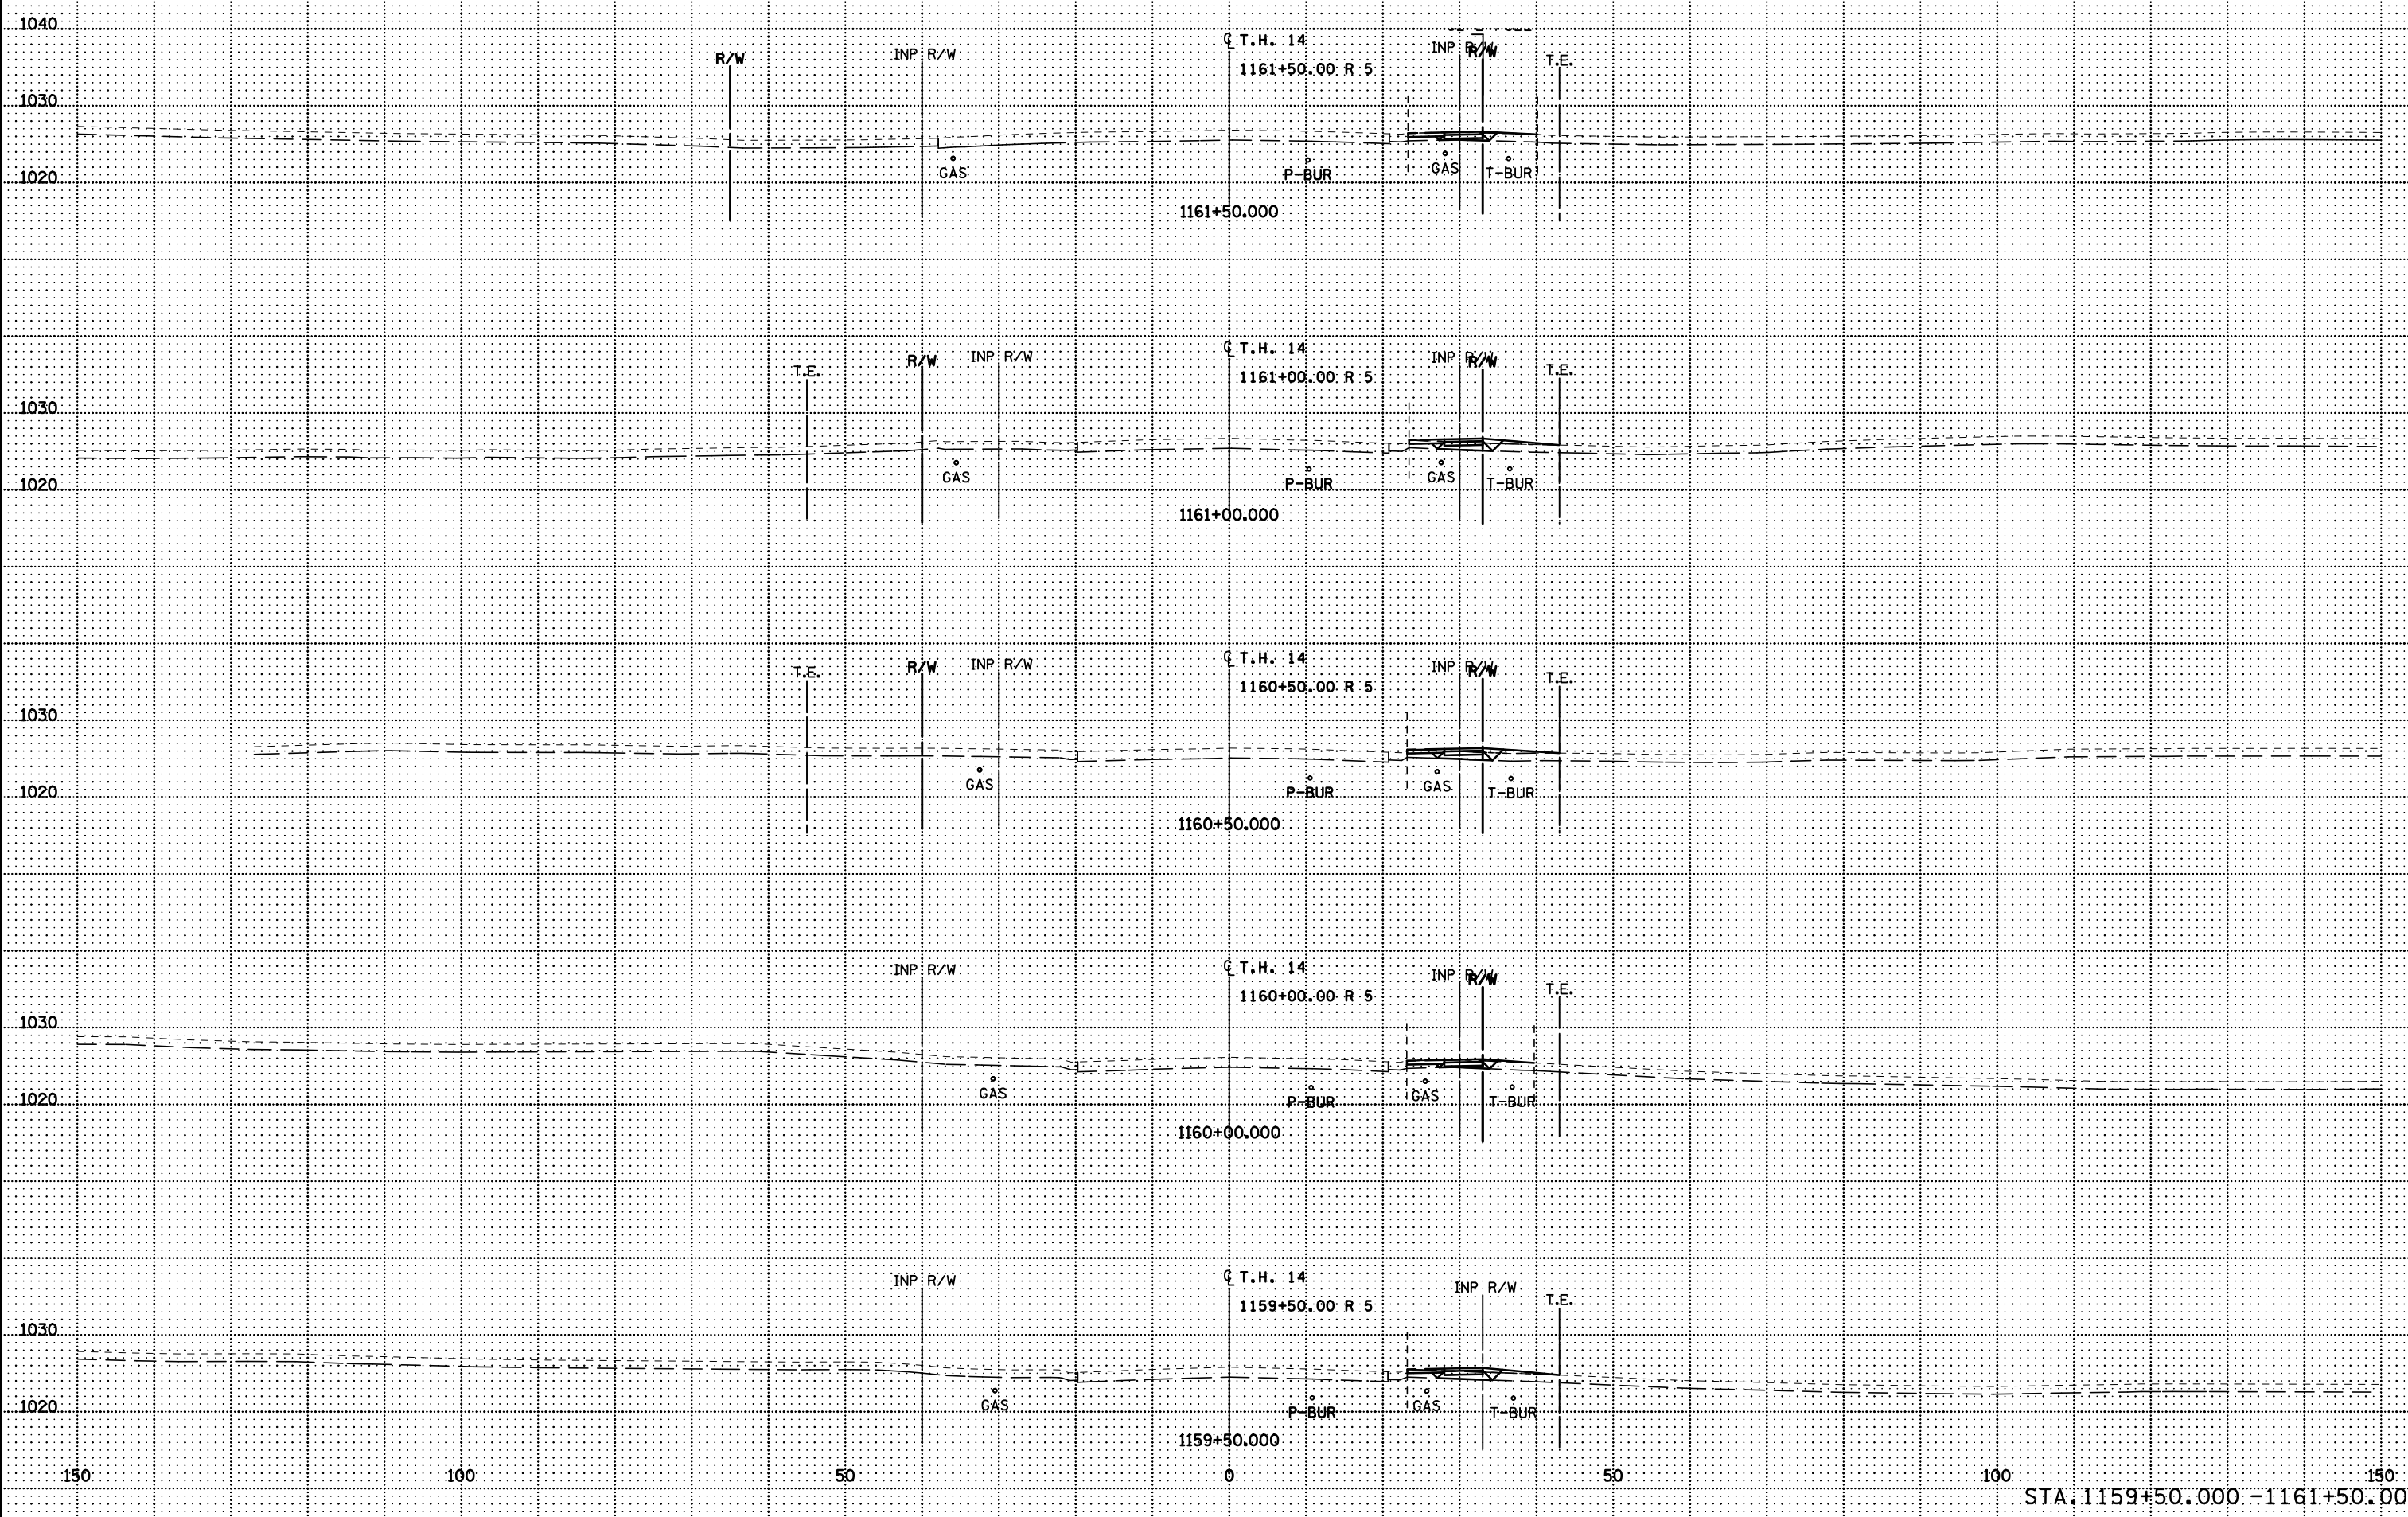 1040
℄ T.H. 14
INP R/W
INP R/W
R/W
R/W
T.E.
1161+50.00 R 5
1030
GAS
P-BUR
GAS
T-BUR
1020
1161+50.000
℄ T.H. 14
T.E.
R/W
INP R/W
INP R/W
R/W
T.E.
1161+00.00 R 5
1030
GAS
P-BUR
GAS
T-BUR
1020
1161+00.000
℄ T.H. 14
T.E.
R/W
INP R/W
INP R/W
R/W
T.E.
1160+50.00 R 5
1030
GAS
P-BUR
GAS
T-BUR
1020
1160+50.000
INP R/W
℄ T.H. 14
INP R/W
R/W
T.E.
1160+00.00 R 5
1030
GAS
P-BUR
GAS
T-BUR
1020
1160+00.000
INP R/W
℄ T.H. 14
INP R/W
T.E.
1159+50.00 R 5
1030
GAS
P-BUR
GAS
T-BUR
1020
1159+50.000
150 100 50 0 50 100 150
STA.1159+50.000 -1161+50.00